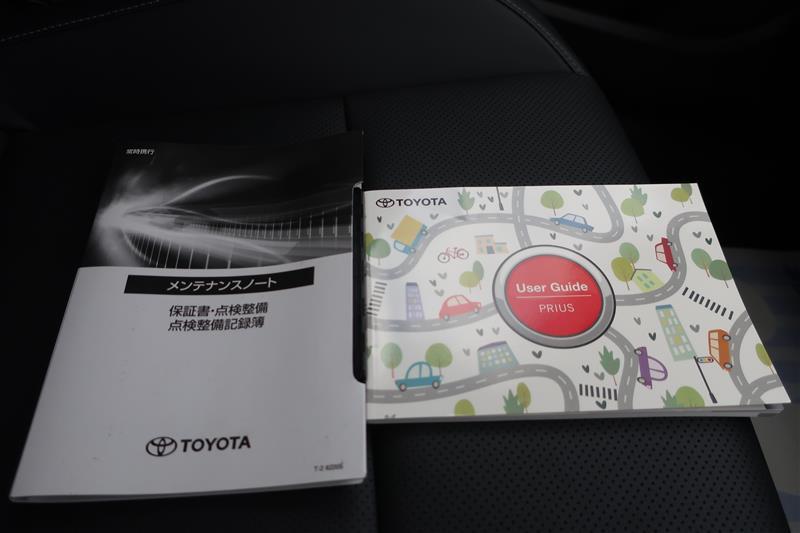 常時携行
メンテナンスノート
保証書・点検整備
点検整備記録簿
TOYOTA
TOYOTA
User Guide
PRIUS